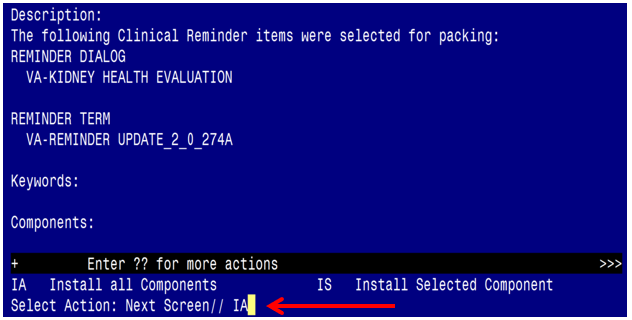 Description:
The following Clinical Reminder items were selected for packing:
REMINDER DIALOG
VA-KIDNEY HEALTH EVALUATION
REMINDER TERM
VA-REMINDER UPDATE_2_0_274A
Keywords:
Components:
+ Enter ?? for more actions >>>
IA Install all Components IS Install Selected Component
Select Action: Next Screen// IA